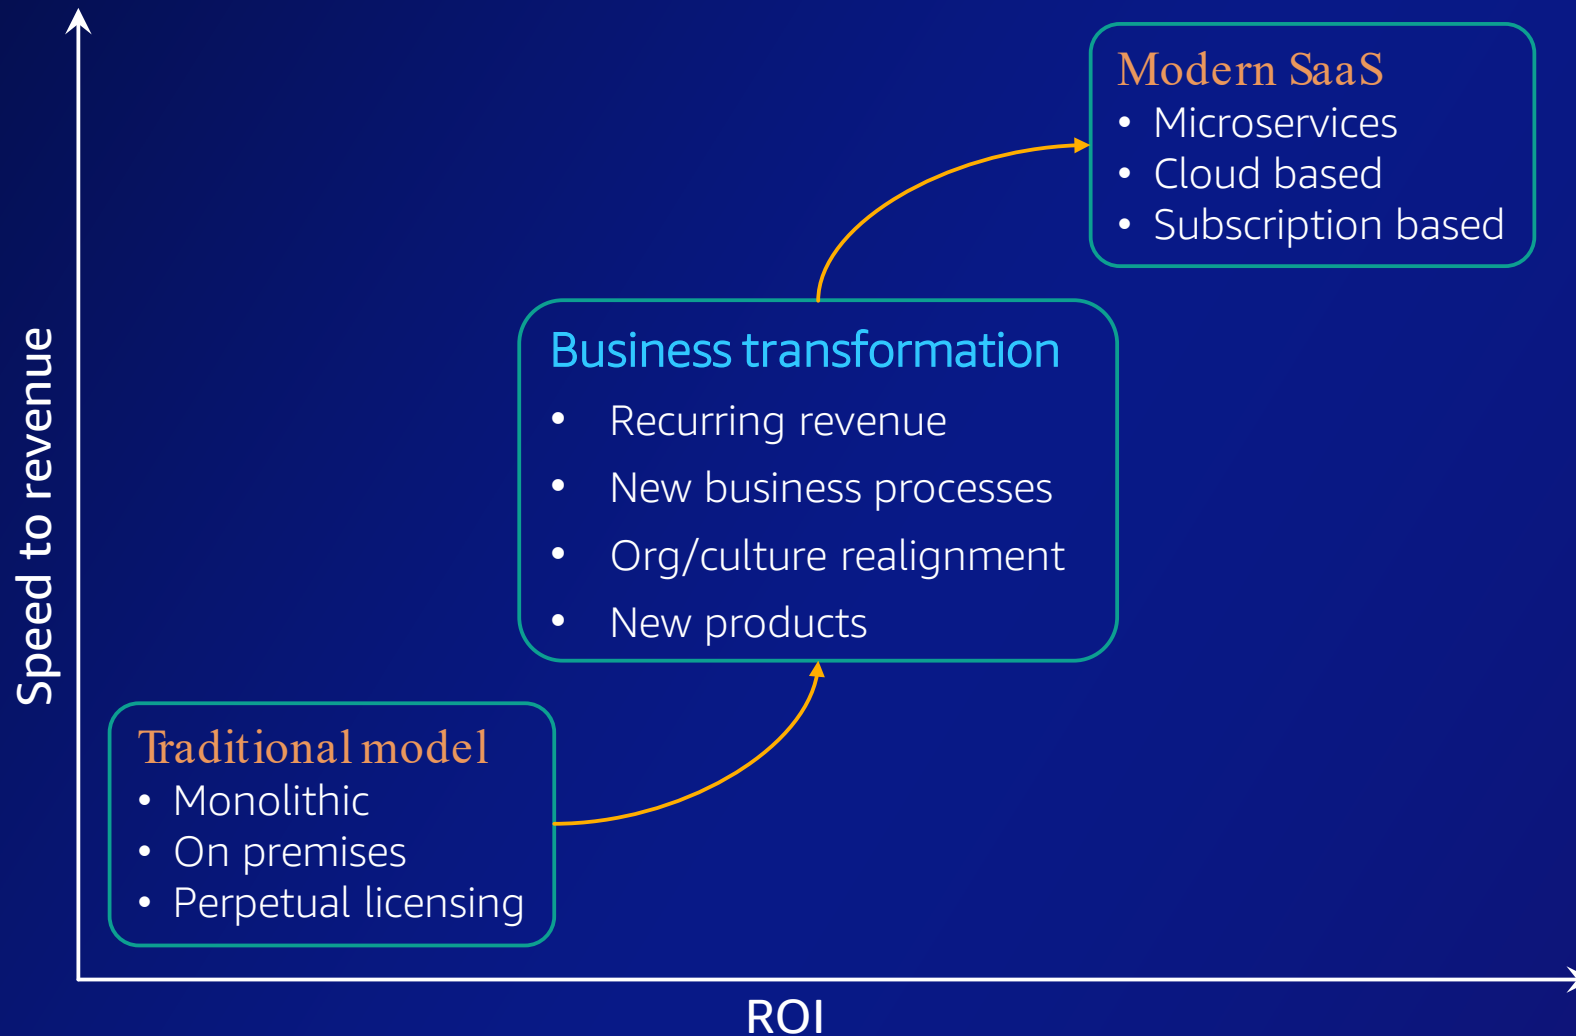 Modern SaaS
• Microservices
• Cloud based
• Subscription based
Business transformation
• Recurring revenue
• New business processes
• Org/culture realignment
• New products
Traditional model
• Monolithic
• On premises
• Perpetual licensing
Speed to revenue
ROI